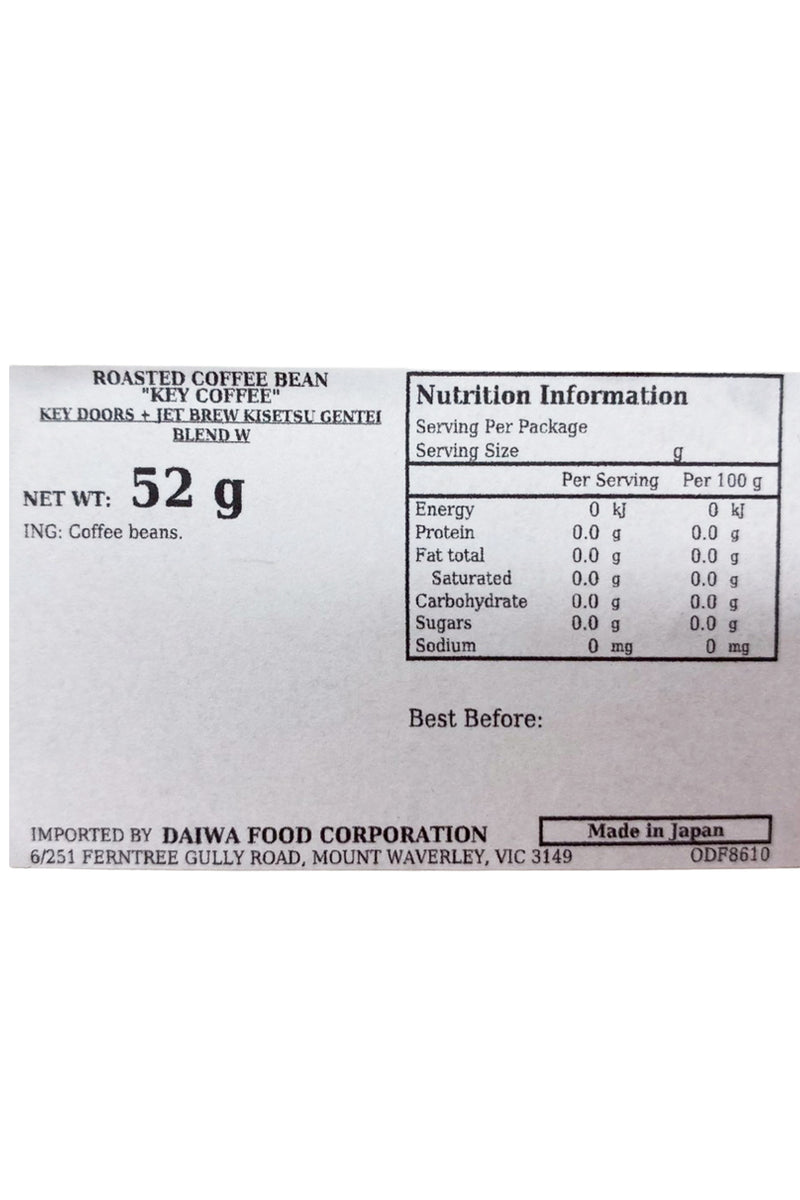 ROASTED COFFEE BEAN
"KEY COFFEE"
KEY DOORS + JET BREW KISETSU GENTEI
BLEND W
NET WT: 52 g
ING: Coffee beans.
Nutrition Information
Serving Per Package
Serving Size g
Per Serving Per 100 g
Energy 0 kJ 0 kJ
Protein 0.0 g 0.0 g
Fat total 0.0 g 0.0 g
Saturated 0.0 g 0.0 g
Carbohydrate 0.0 g 0.0 g
Sugars 0.0 g 0.0 g
Sodium 0 mg 0 mg
Best Before:
IMPORTED BY DAIWA FOOD CORPORATION
6/251 FERNTREE GULLY ROAD, MOUNT WAVERLEY, VIC 3149
Made in Japan
ODF8610